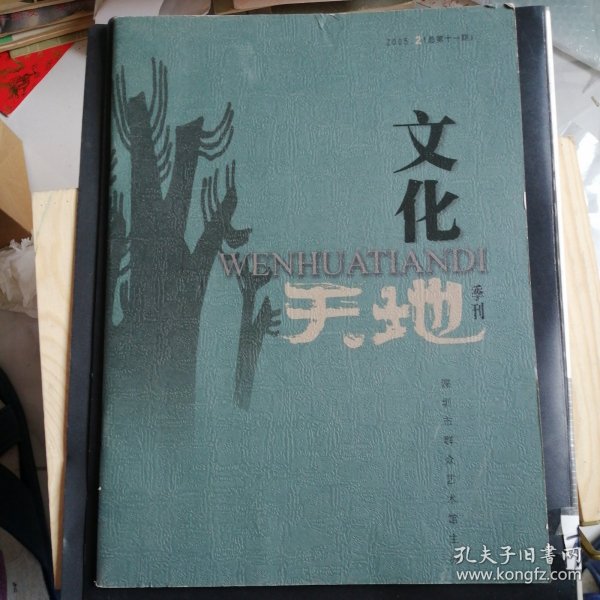 2005.2(总第十一期)
文化
WENHUATIANDI
天地
季刊
深圳市群众艺术馆主
孔夫子旧书网
www.kongfz.com